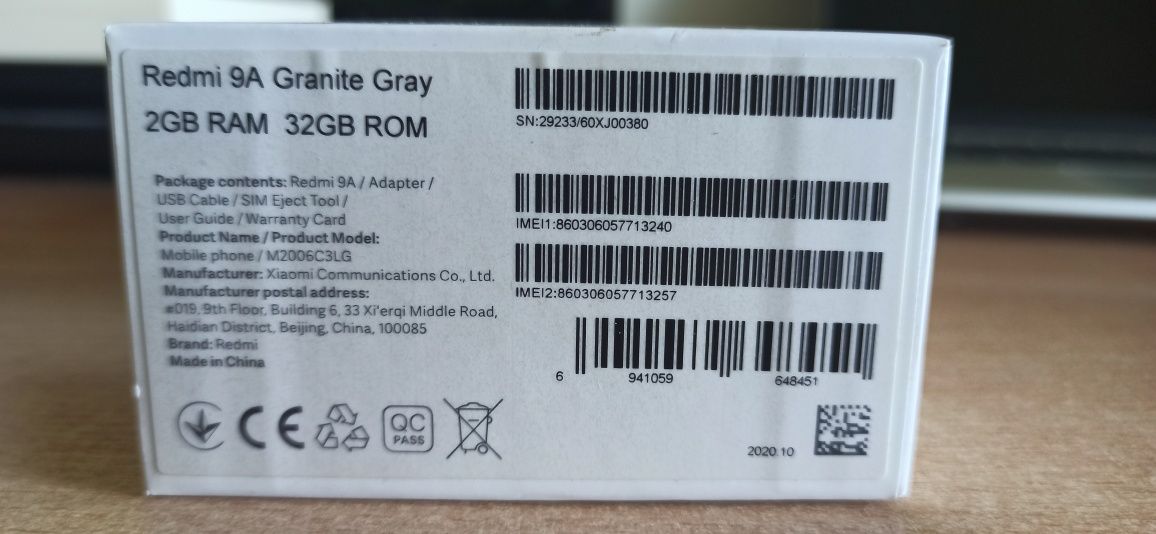 Redmi 9A Granite Gray
2GB RAM 32GB ROM
Package contents: Redmi 9A / Adapter /
USB Cable / SIM Eject Tool /
User Guide / Warranty Card
Product Name / Product Model:
Mobile phone / M2006C3LG
Manufacturer: Xiaomi Communications Co., Ltd.
Manufacturer postal address:
#019, 9th Floor, Building 6, 33 Xi'erqi Middle Road,
Haidian District, Beijing, China, 100085
Brand: Redmi
Made in China
CE
QC
PASS
SN:29233/60XJ00380
IMEI1:860306057713240
IMEI2:860306057713257
6 941059 648451
2020.10